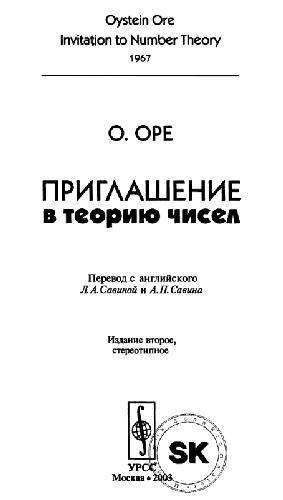 Oystein Ore
Invitation to Number Theory
1967
О. ОРЕ
ПРИГЛАШЕНИЕ
в теорию чисел
Перевод с английского
Л.А.Савиной и А.П.Савина
Издание второе,
стереотипное
УРСС
Москва • 2003
SK